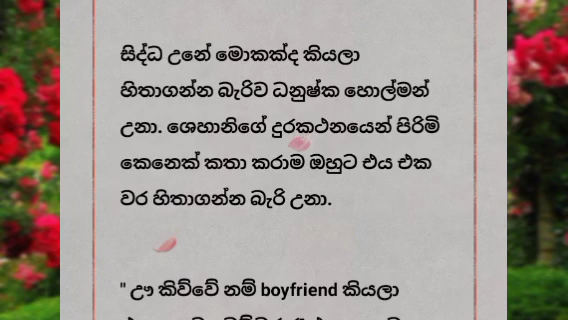 සිද්ධ උනේ මොකක්ද කියලා
හිතාගන්න බැරිව ධනුෂ්ක හොල්මන්
උනා. ශෙහානිගේ දුරකථනයෙන් පිරිමි
කෙනෙක් කතා කරාම ඔහුට එය එක
වර හිතාගන්න බැරි උනා.
" ඌ කිව්වේ නම් boyfriend කියලා